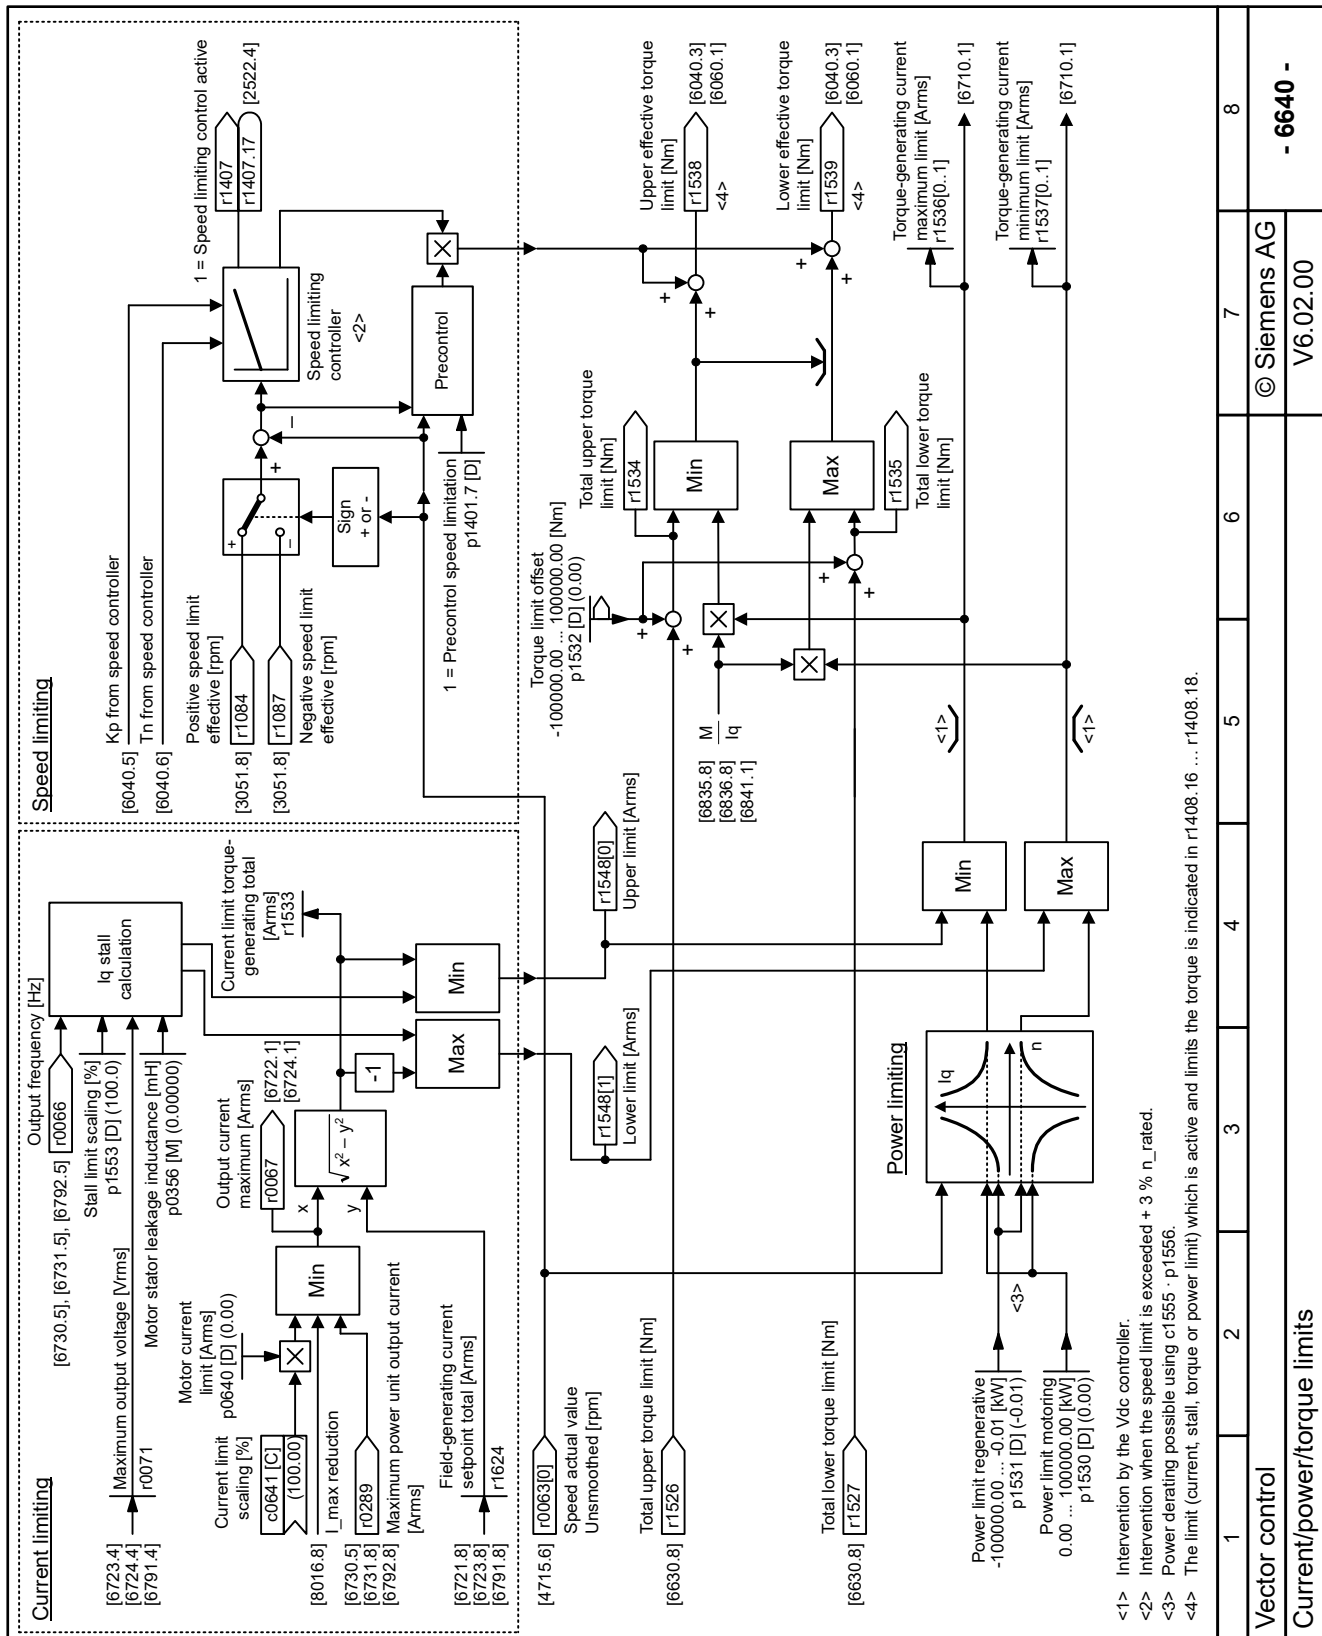 Current limiting
[6723.4]
[6724.4]
[6791.4]
Maximum output voltage [Vrms]
r0071
Output frequency [Hz]
[6730.5], [6731.5], [6792.5]
r0066
Stall limit scaling [%]
p1553 [D] (100.0)
Motor stator leakage inductance [mH]
p0356 [M] (0.00000)
Iq stall
calculation
Motor current
limit [Arms]
p0640 [D] (0.00)
Current limit
scaling [%]
c0641 [C]
(100.00)
[8016.8]
I_max reduction
[6730.5]
[6731.8]
[6792.8]
r0289
Maximum power unit output current
[Arms]
Min
Output current
maximum [Arms]
r0067
[6722.1]
[6724.1]
x
y
√ x² – y²
Current limit torque-
generating total
[Arms]
r1533
-1
Min
Max
Field-generating current
setpoint total [Arms]
[6721.8]
[6723.8]
[6791.8]
r1624
Speed limiting
[6040.5]
Kp from speed controller
[6040.6]
Tn from speed controller
Positive speed limit
effective [rpm]
[3051.8]
r1084
[3051.8]
r1087
Negative speed limit
effective [rpm]
+
–
Sign
+ or -
+
–
Speed limiting
controller
<2>
1 = Speed limiting control active
r1407
r1407.17
[2522.4]
1 = Precontrol speed limitation
p1401.7 [D]
Precontrol
[4715.6]
r0063[0]
Speed actual value
Unsmoothed [rpm]
r1548[0]
Upper limit [Arms]
r1548[1]
Lower limit [Arms]
Total upper torque limit [Nm]
[6630.8]
r1526
Torque limit offset
-100000.00 ... 100000.00 [Nm]
p1532 [D] (0.00)
+
+
Total upper torque
limit [Nm]
r1534
Min
+
+
Upper effective torque
limit [Nm]
r1538
<4>
[6040.3]
[6060.1]
[6835.8]
[6836.8]
[6841.1]
M
Iq
Max
r1535
Total lower torque
limit [Nm]
+
+
Lower effective torque
limit [Nm]
r1539
<4>
[6040.3]
[6060.1]
Total lower torque limit [Nm]
[6630.8]
r1527
+
+
Power limiting
Iq
n
<3>
Power limit regenerative
-100000.00 ... -0.01 [kW]
p1531 [D] (-0.01)
Power limit motoring
0.00 ... 100000.00 [kW]
p1530 [D] (0.00)
Min
Max
<1>
<1>
Torque-generating current
maximum limit [Arms]
r1536[0..1]
[6710.1]
Torque-generating current
minimum limit [Arms]
r1537[0..1]
[6710.1]
<1> Intervention by the Vdc controller.
<2> Intervention when the speed limit is exceeded + 3 % n_rated.
<3> Power derating possible using c1555 · p1556.
<4> The limit (current, stall, torque or power limit) which is active and limits the torque is indicated in r1408.16 ... r1408.18.
1 2 3 4 5 6 7 8
Vector control
© Siemens AG
- 6640 -
Current/power/torque limits
V6.02.00